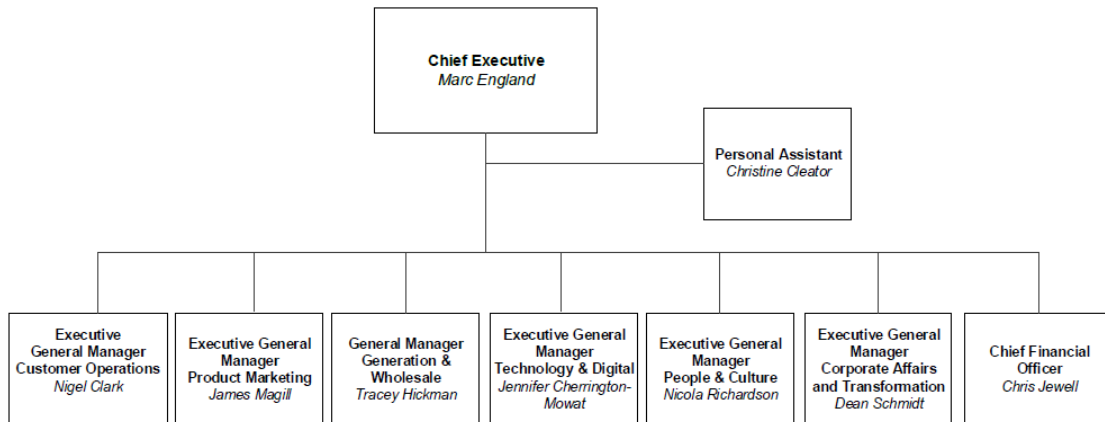 Chief Executive
Marc England
Personal Assistant
Christine Cleator
Executive
General Manager
Customer Operations
Nigel Clark
Executive General
Manager
Product Marketing
James Magill
General Manager
Generation &
Wholesale
Tracey Hickman
Executive General
Manager
Technology & Digital
Jennifer Cherrington-
Mowat
Executive General
Manager
People & Culture
Nicola Richardson
Executive General
Manager
Corporate Affairs
and Transformation
Dean Schmidt
Chief Financial
Officer
Chris Jewell